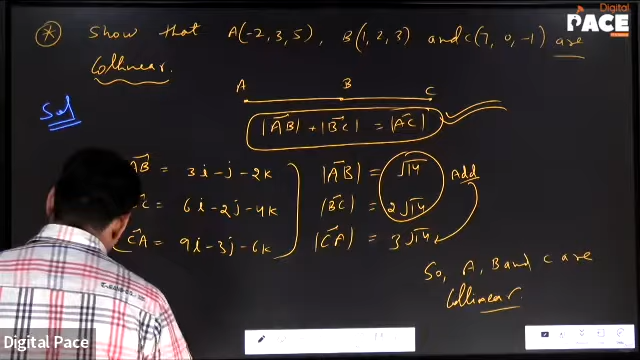 Digital
PACE
* Show that A(-2,3,5), B(1,2,3) and C(7,0,-1) are
Collinear.
A B C
Sol
|AB| + |BC| = |AC|
AB = 3i-j-2k |AB| = √14 Add
C = 6i-2j-4k |BC| = 2√14
CA = 9i-3j-6k |CA| = 3√14
So, A, B and C are
Collinear.
Digital Pace